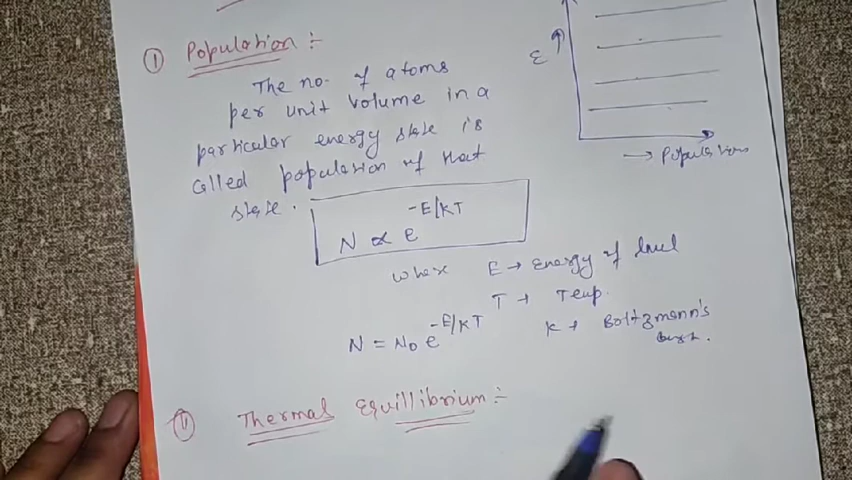 ① Population :-
The no. of atoms
per unit volume in a
particular energy state is
called population of that
state.
N ∝ e^-E/KT
where E → energy of level
T → Temp.
N = N₀ e^-E/KT K → Boltzmann's
const.
E ↑
→ Population
② Thermal Equillibrium :-